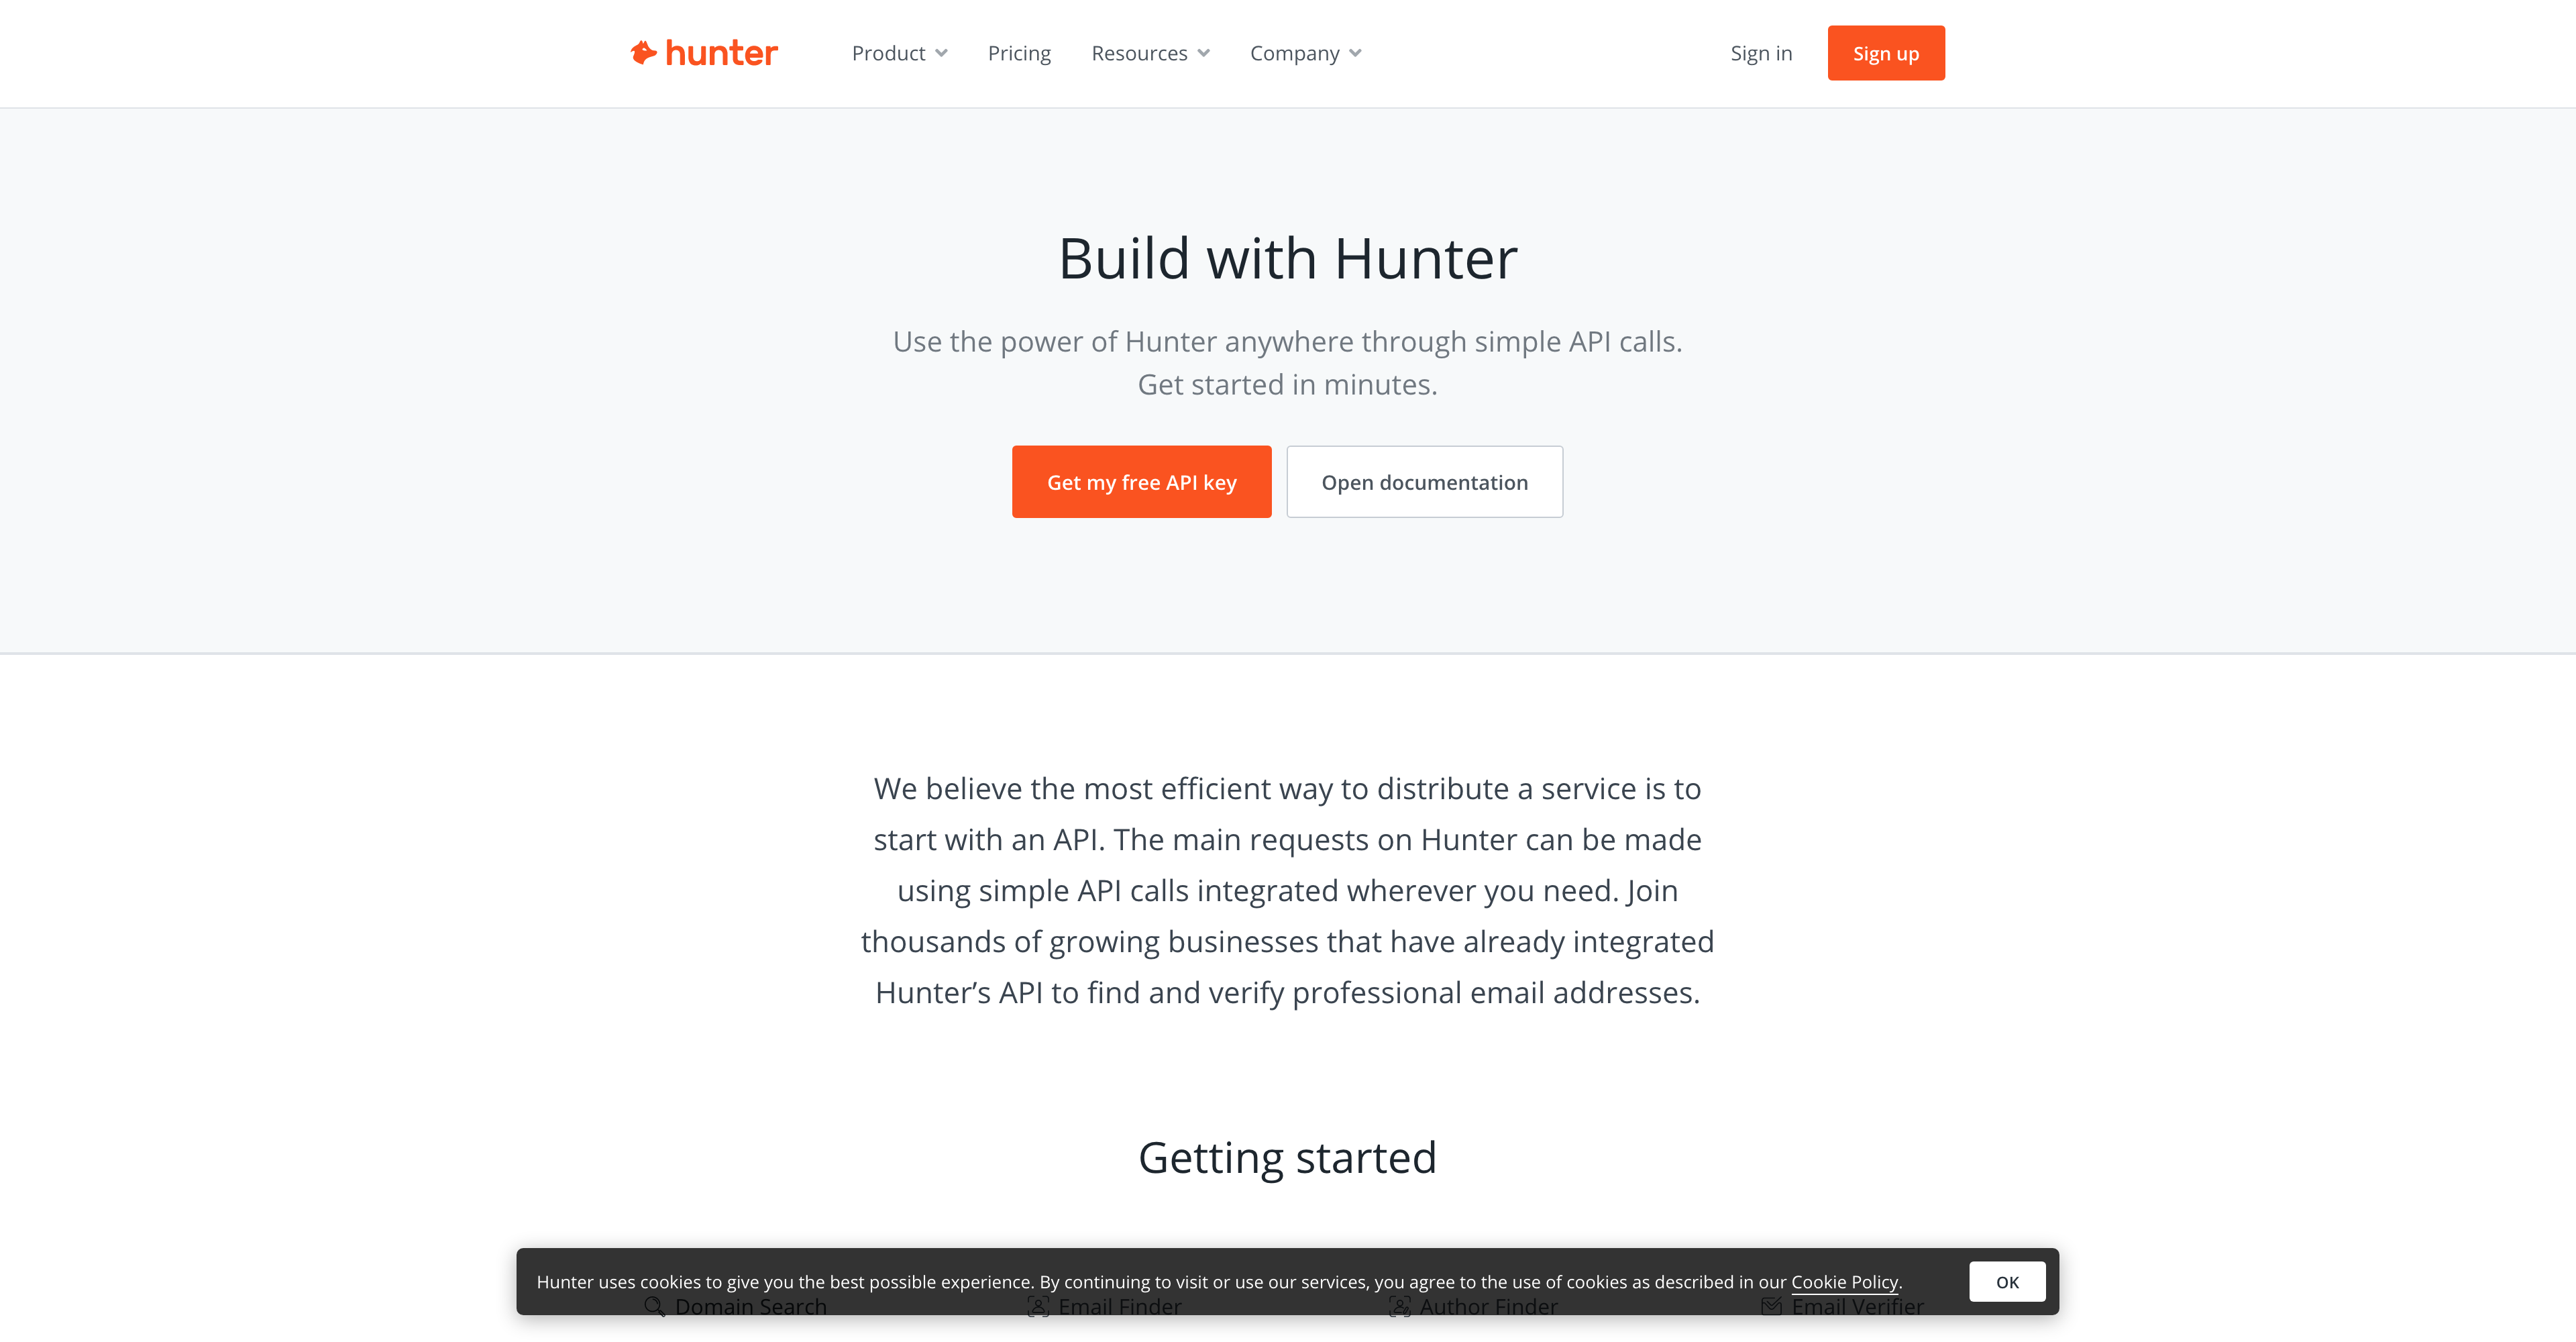 hunter
Product
Pricing
Resources
Company
Sign in
Sign up
Build with Hunter
Use the power of Hunter anywhere through simple API calls.
Get started in minutes.
Get my free API key
Open documentation
We believe the most efficient way to distribute a service is to
start with an API. The main requests on Hunter can be made
using simple API calls integrated wherever you need. Join
thousands of growing businesses that have already integrated
Hunter’s API to find and verify professional email addresses.
Getting started
Hunter uses cookies to give you the best possible experience. By continuing to visit or use our services, you agree to the use of cookies as described in our Cookie Policy.
OK
Domain Search
Email Finder
Author Finder
Email Verifier